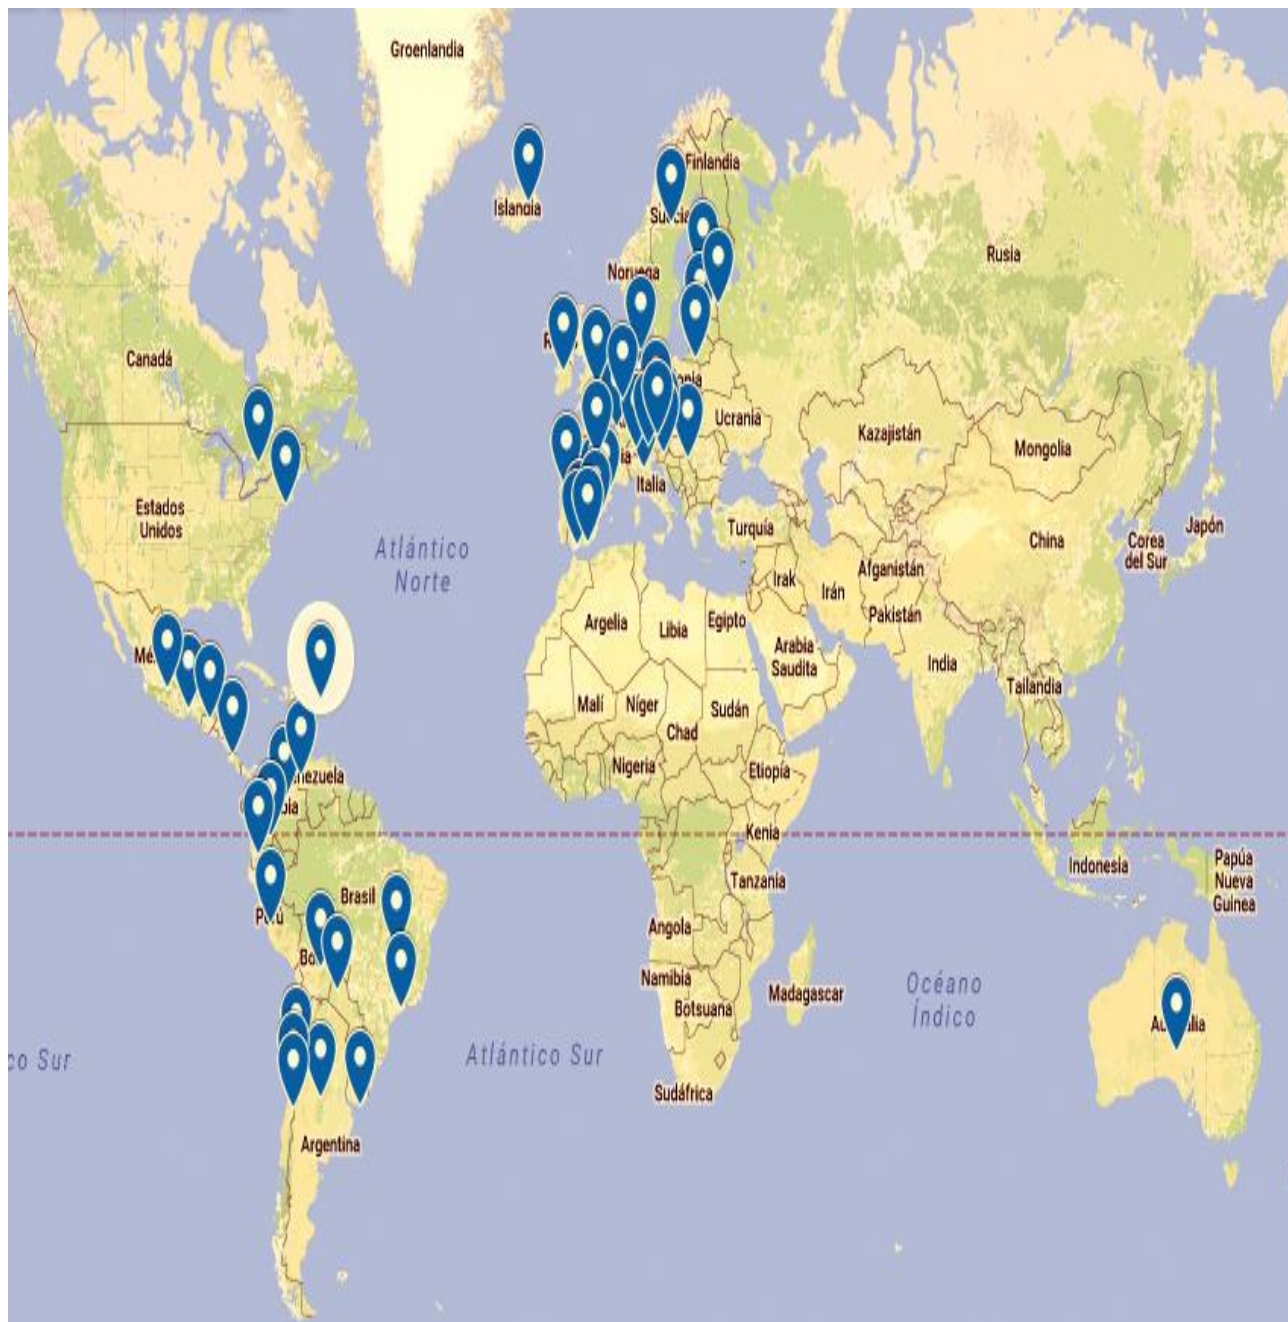 Groenlandia
Finlandia
Islandia
Rusia
Noruega
Canadá
Ucrania
Kazajistán
Mongolia
Italia
Estados
Unidos
Turquía
China
Corea
del Sur
Japón
Atlántico
Norte
Irak
Irán
Afganistán
Pakistán
Argelia
Libia
Egipto
Arabia
Saudita
India
Tailandia
Malí
Níger
Chad
Sudán
Nigeria
Etiopía
Kenia
Indonesia
Papúa
Nueva
Guinea
Tanzania
Brasil
Angola
Namibia
Botsuana
Madagascar
Océano
Índico
co Sur
Atlántico Sur
Sudáfrica
Argentina